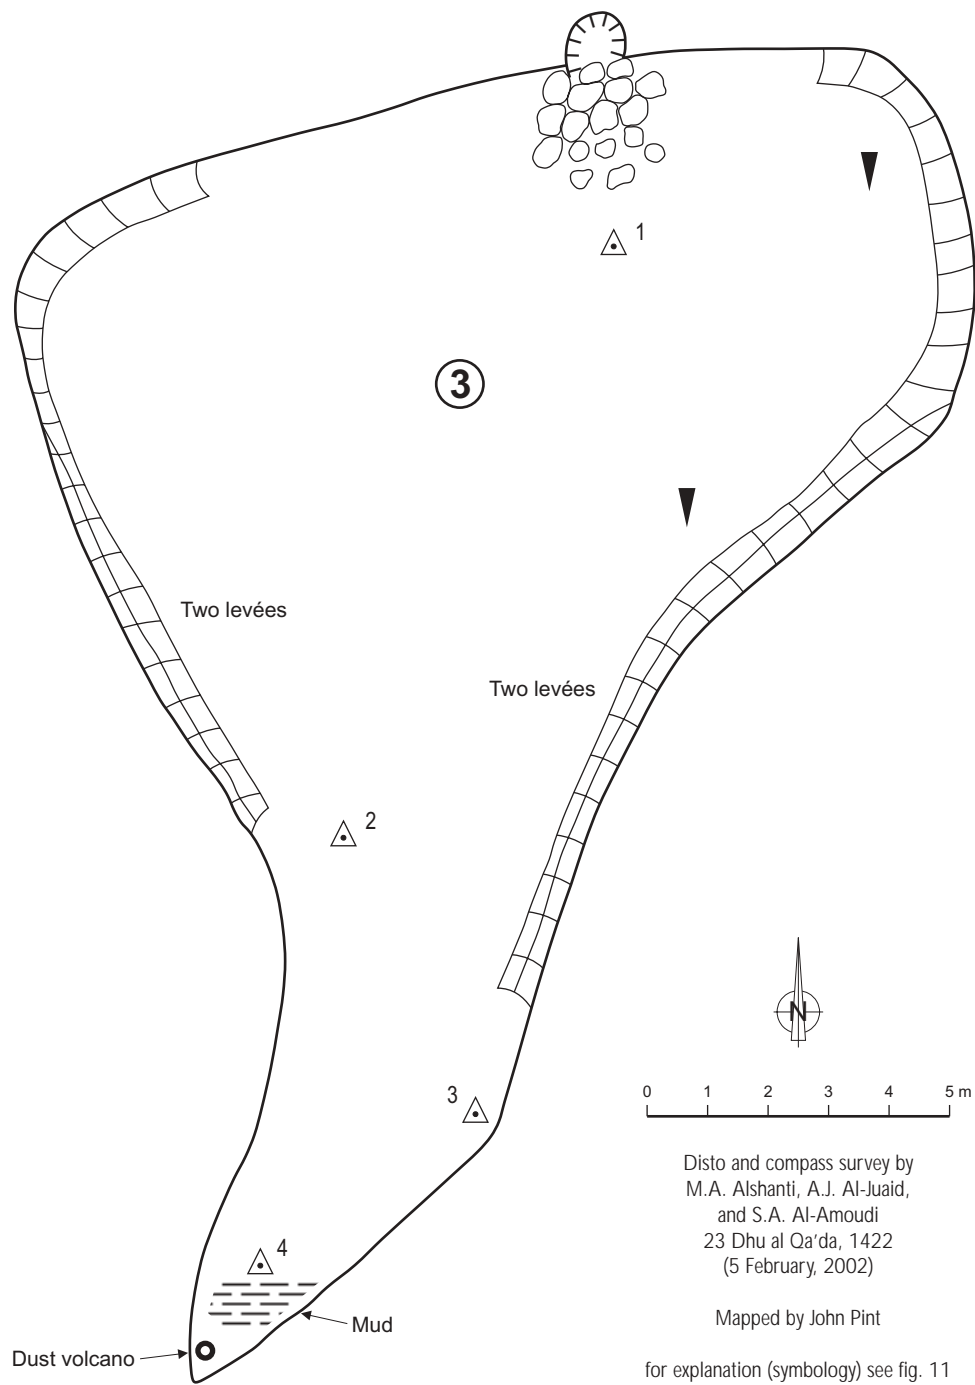 1
3
Two levées
Two levées
2
N
3
0 1 2 3 4 5 m
Disto and compass survey by
M.A. Alshanti, A.J. Al-Juaid,
and S.A. Al-Amoudi
23 Dhu al Qa'da, 1422
(5 February, 2002)
4
Mapped by John Pint
Mud
Dust volcano
for explanation (symbology) see fig. 11